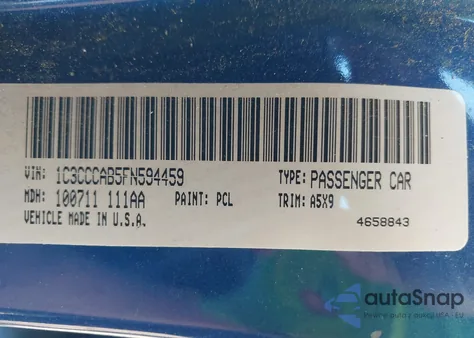 VIN: 1C3CCCAB5FN594459 TYPE: PASSENGER CAR
MDH: 100711 111AA PAINT: PCL TRIM: A5X9
VEHICLE MADE IN U.S.A. 4658843
autoSnap